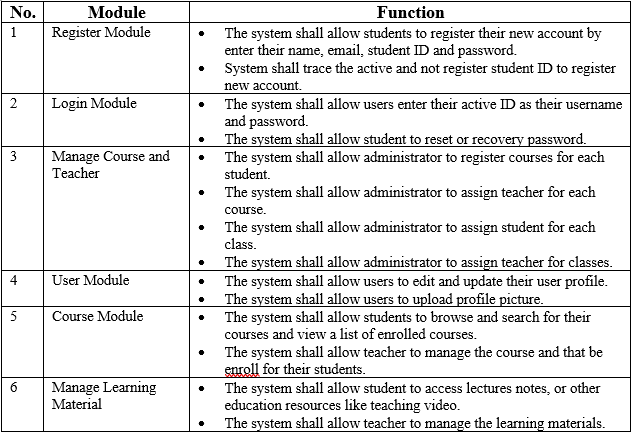 No. Module Function
1 Register Module • The system shall allow students to register their new account by
enter their name, email, student ID and password.
• System shall trace the active and not register student ID to register
new account.
2 Login Module • The system shall allow users enter their active ID as their username
and password.
• The system shall allow student to reset or recovery password.
3 Manage Course and • The system shall allow administrator to register courses for each
Teacher student.
• The system shall allow administrator to assign teacher for each
course.
• The system shall allow administrator to assign student for each
class.
• The system shall allow administrator to assign teacher for classes.
4 User Module • The system shall allow users to edit and update their user profile.
• The system shall allow users to upload profile picture.
5 Course Module • The system shall allow students to browse and search for their
courses and view a list of enrolled courses.
• The system shall allow teacher to manage the course and that be
enroll for their students.
6 Manage Learning • The system shall allow student to access lectures notes, or other
Material education resources like teaching video.
• The system shall allow teacher to manage the learning materials.